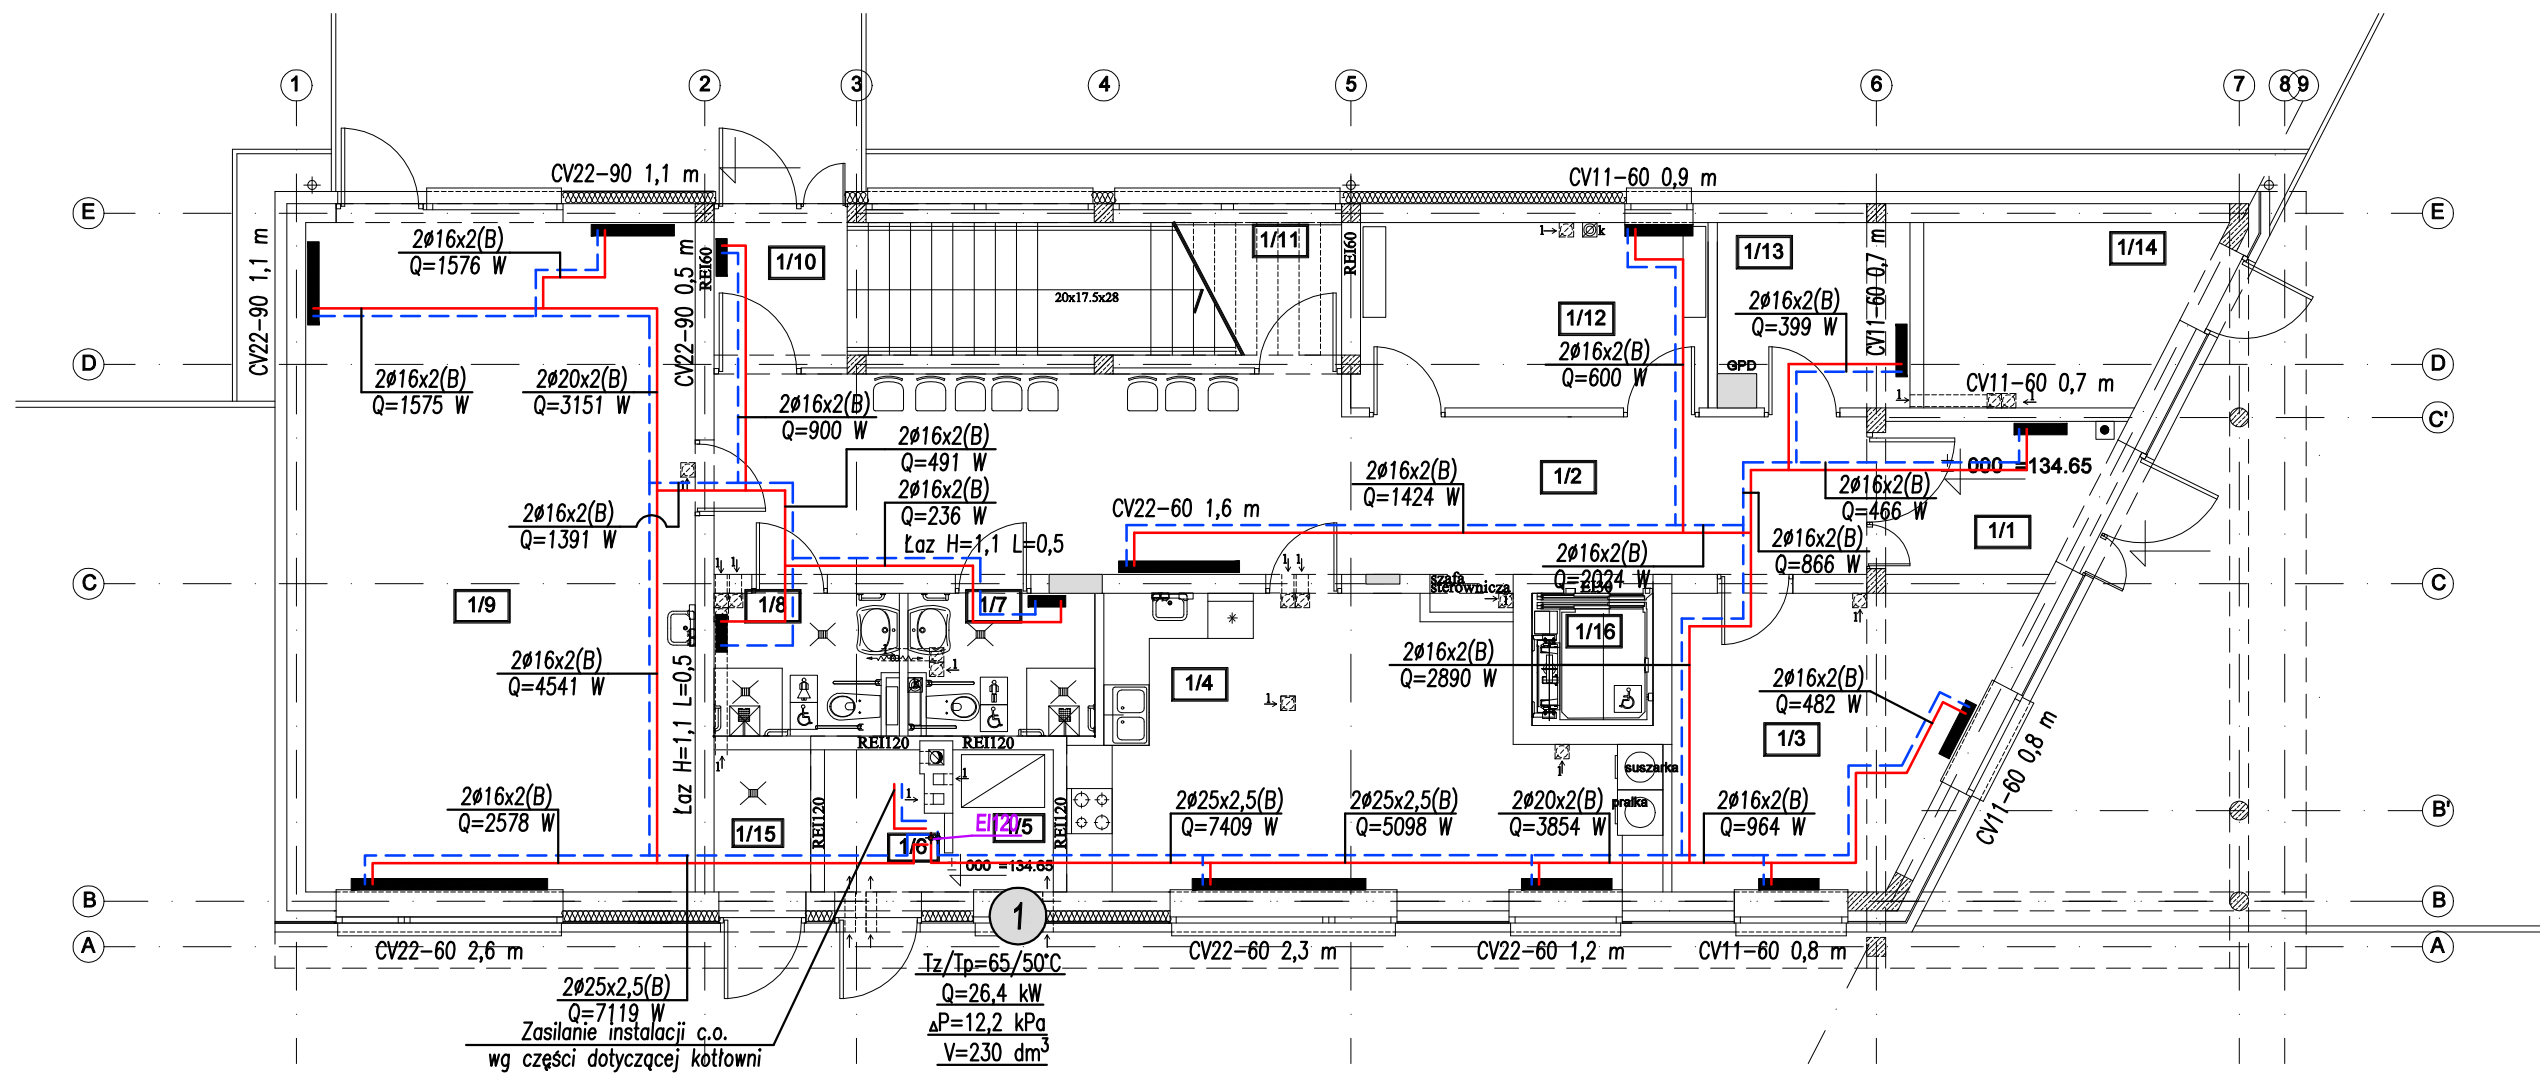 1 2 3 4 5 6 7 8 9
CV22-90 1,1 m
CV11-60 0,9 m
E
E
CV22-90 1,1 m
2ø16x2(B)
Q=1576 W
CV22-90 0,5 m
REI60
1/10
1/11
20x17.5x28
REI60
1
k
1/12
1/13
1/14
2ø16x2(B)
Q=399 W
CV11-60 0,7 m
2ø16x2(B)
Q=600 W
GPD
CV11-60 0,7 m
1
1
D
D
2ø16x2(B)
Q=1575 W
2ø20x2(B)
Q=3151 W
2ø16x2(B)
Q=900 W
C'
2ø16x2(B)
Q=491 W
2ø16x2(B)
Q=236 W
Łaz H=1,1 L=0,5
2ø16x2(B)
Q=1391 W
CV22-60 1,6 m
2ø16x2(B)
Q=1424 W
1/2
000 =134.65
2ø16x2(B)
Q=466 W
1/1
2ø16x2(B)
Q=866 W
2ø16x2(B)
Q=2024 W
C
C
szafa
sterownicza
EI30
1/9
1/8
1/7
1/16
1/4
2ø16x2(B)
Q=4541 W
Łaz H=1,1 L=0,5
2ø16x2(B)
Q=2890 W
2ø16x2(B)
Q=482 W
1/3
CV11-60 0,8 m
REI120
REI120
suszarka
pralka
2ø16x2(B)
Q=2578 W
1/15
REI120
1/6
EI120
1/5
REI120
000 =134.65
2ø25x2,5(B)
Q=7409 W
2ø25x2,5(B)
Q=5098 W
2ø20x2(B)
Q=3854 W
2ø16x2(B)
Q=964 W
B'
B
B
A
A
1
CV22-60 2,6 m
CV22-60 2,3 m
CV22-60 1,2 m
CV11-60 0,8 m
2ø25x2,5(B)
Q=7119 W
Tz/Tp=65/50°C
Q=26,4 kW
△P=12,2 kPa
V=230 dm³
Zasilanie instalacji c.o.
wg części dotyczącej kotłowni